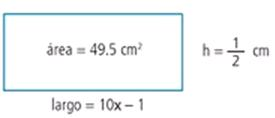 área = 49.5 cm²
h = 1/2 cm
largo = 10x – 1